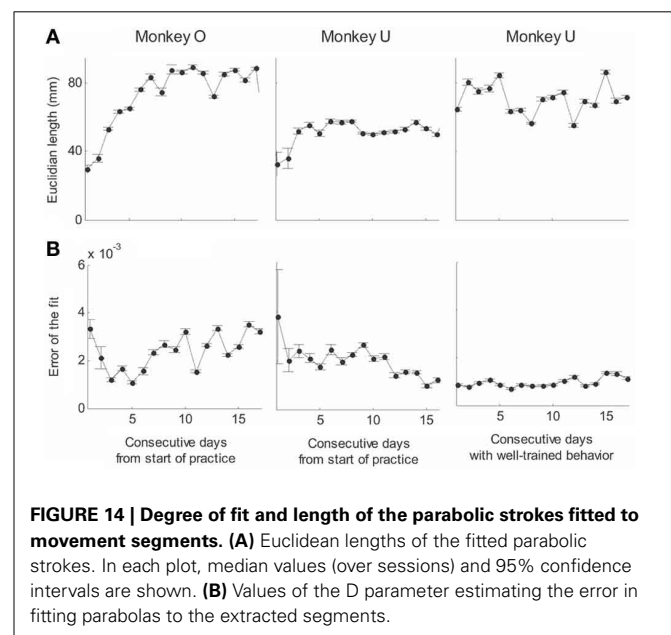 A
Monkey O
Monkey U
Monkey U
Euclidian length (mm)
80
40
0
B
x 10⁻³
Error of the fit
6
4
2
0
5 10 15
5 10 15
5 10 15
Consecutive days
from start of practice
Consecutive days
from start of practice
Consecutive days
with well-trained behavior
FIGURE 14 | Degree of fit and length of the parabolic strokes fitted to
movement segments. (A) Euclidean lengths of the fitted parabolic
strokes. In each plot, median values (over sessions) and 95% confidence
intervals are shown. (B) Values of the D parameter estimating the error in
fitting parabolas to the extracted segments.